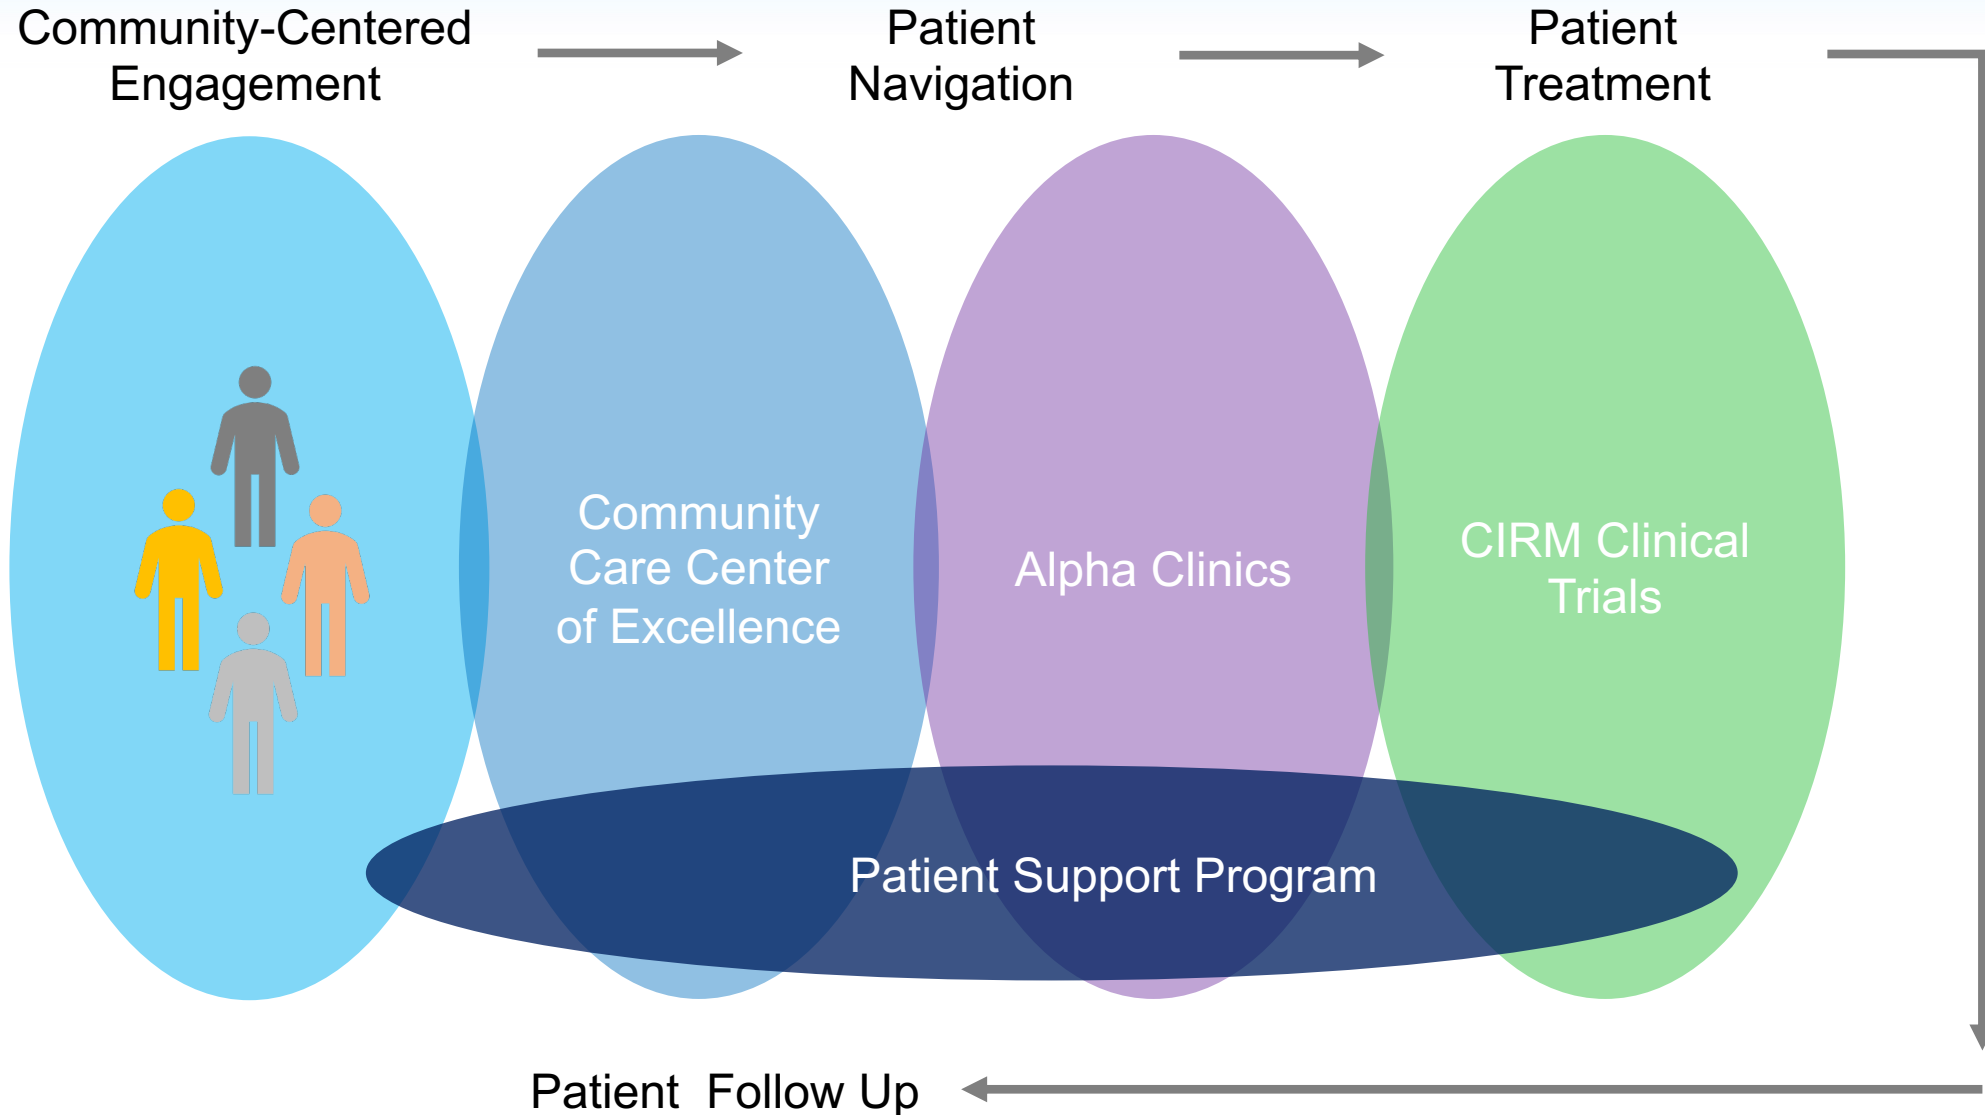 Community-Centered
Engagement
Patient
Navigation
Patient
Treatment
Community
Care Center
of Excellence
Alpha Clinics
CIRM Clinical
Trials
Patient Support Program
Patient  Follow Up